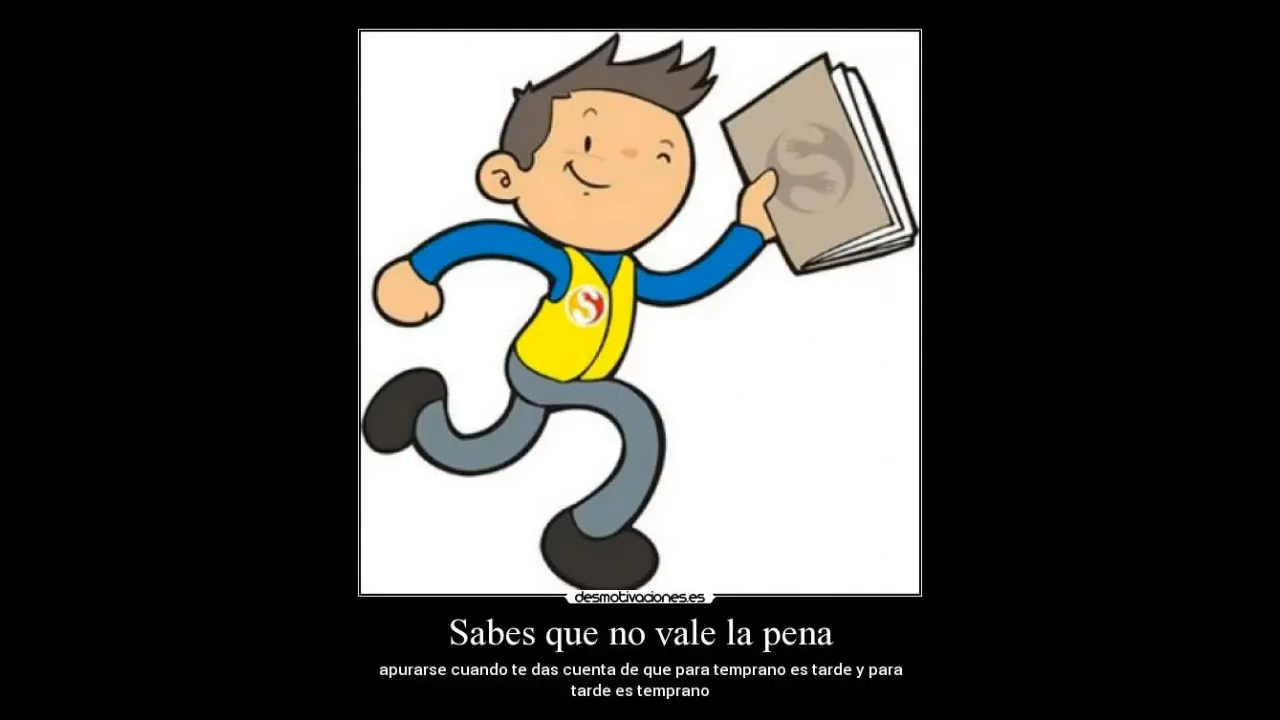 S
S
desmotivaciones.es
Sabes que no vale la pena
apurarse cuando te das cuenta de que para temprano es tarde y para
tarde es temprano